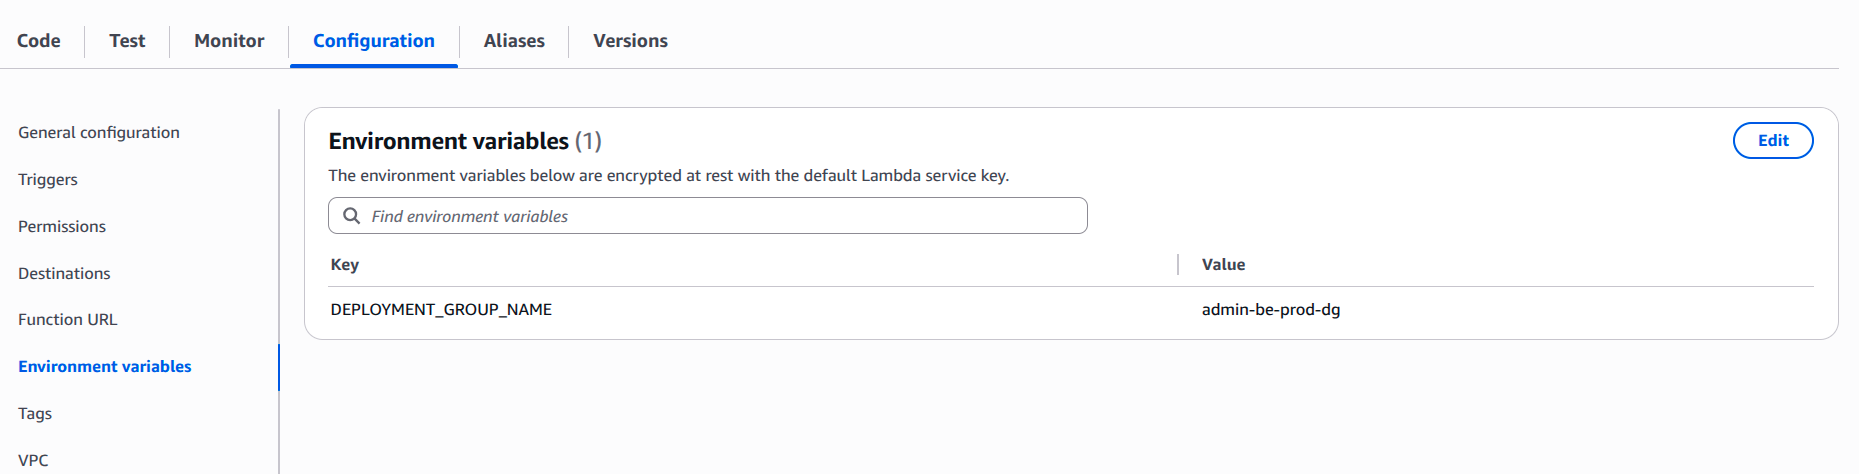 Code
Test
Monitor
Configuration
Aliases
Versions
General configuration
Triggers
Permissions
Destinations
Function URL
Environment variables
Tags
VPC
Environment variables (1)
Edit
The environment variables below are encrypted at rest with the default Lambda service key.
Find environment variables
Key
Value
DEPLOYMENT_GROUP_NAME
admin-be-prod-dg